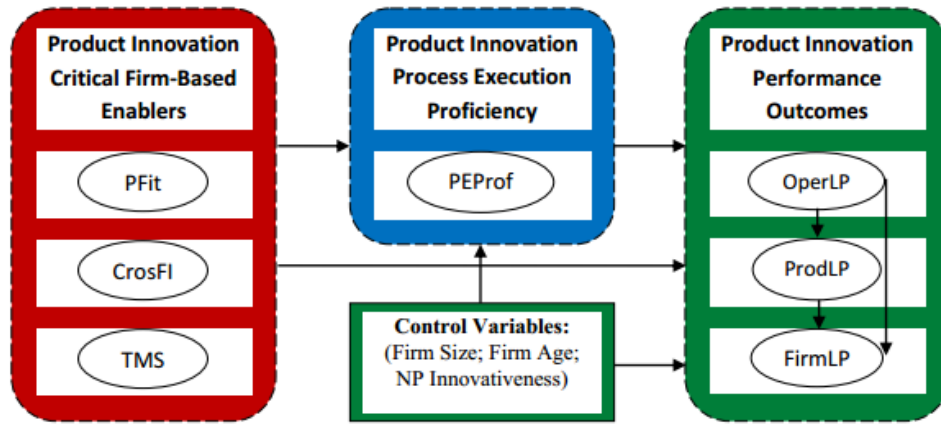 Product Innovation
Critical Firm-Based
Enablers
PFit
CrosFI
TMS
Product Innovation
Process Execution
Proficiency
PEProf
Control Variables:
(Firm Size; Firm Age;
NP Innovativeness)
Product Innovation
Performance
Outcomes
OperLP
ProdLP
FirmLP